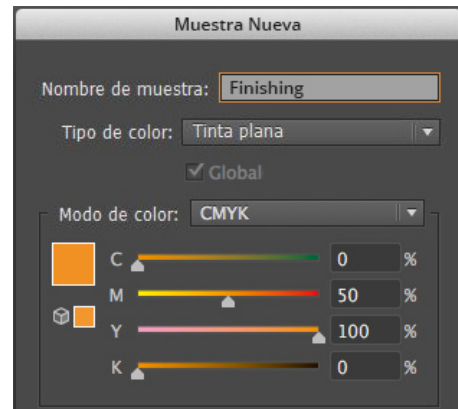 Muestra Nueva
Nombre de muestra: Finishing
Tipo de color: Tinta plana
Global
Modo de color: CMYK
C 0 %
M 50 %
Y 100 %
K 0 %